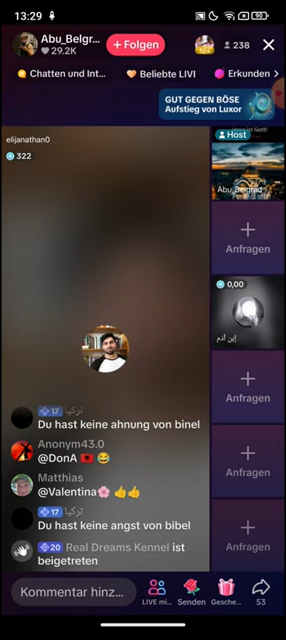 13:29
90
Abu_Belgr...
29.2K
+ Folgen
238
Chatten und Int...
Beliebte LIVI
Erkunden
GUT GEGEN BÖSE
Aufstieg von Luxor
elijanathan0
322
Host
Abu_Belgrad
Anfragen
0,00
إبن آدم
Anfragen
Anfragen
Anfragen
17 تركيا
Du hast keine ahnung von binel
Anonym43.0
@DonA 🇦🇱 😂
Matthias
@Valentina🌸 👍👍
17 تركيا
Du hast keine angst von bibel
20 Real Dreams Kennel ist
beigetreten
Kommentar hinz...
LIVE mi...
Senden
Gesche...
53